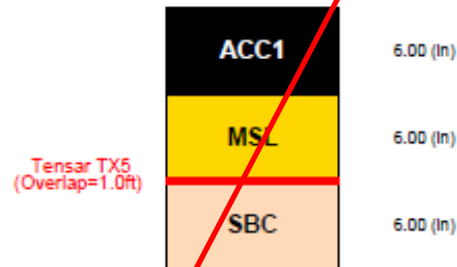 ACC1
6.00 (in)
MSL
6.00 (in)
Tensar TX5
(Overlap=1.0ft)
SBC
6.00 (in)